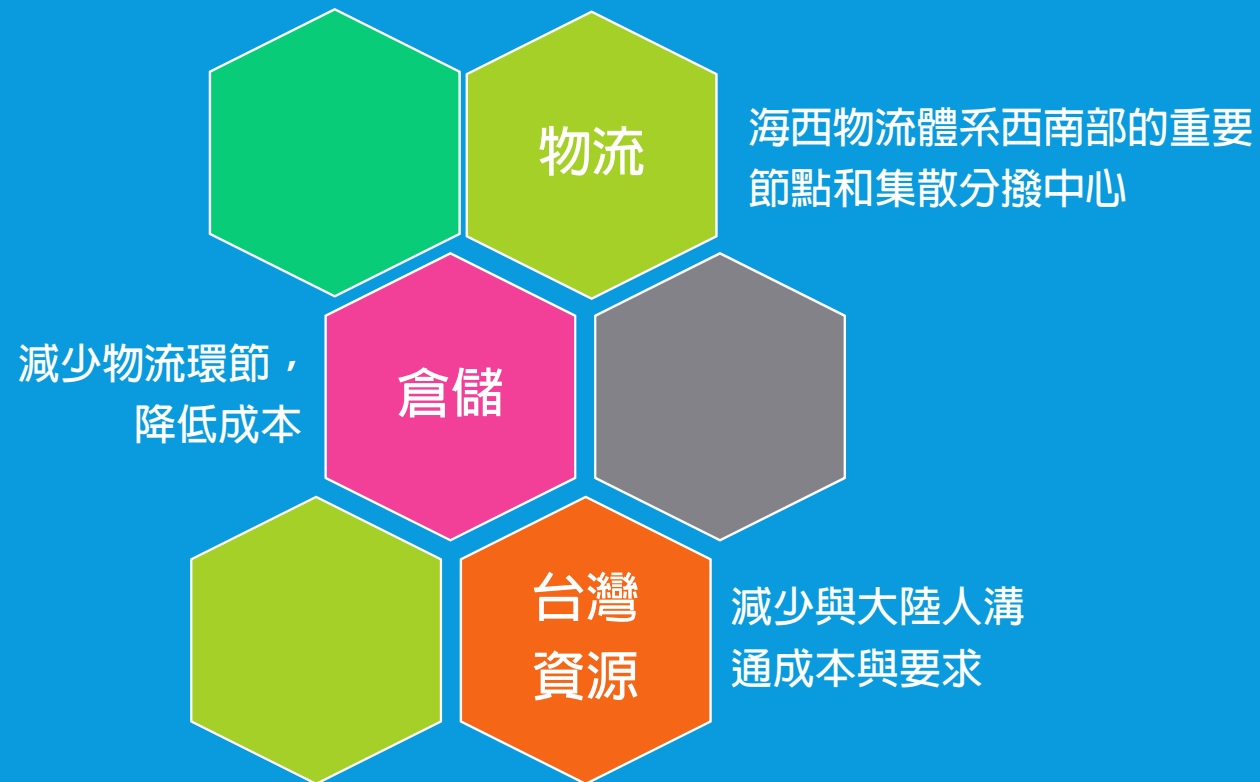 物流
海西物流體系西南部的重要
節點和集散分撥中心
減少物流環節，
降低成本
倉儲
台灣
資源
減少與大陸人溝
通成本與要求